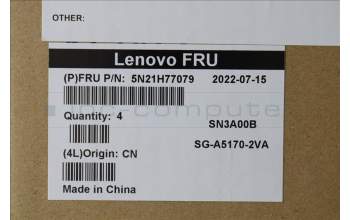 OTHER:
Lenovo FRU
(P)FRU P/N: 5N21H77079 2022-07-15
Quantity: 4 SN3A00B
SG-A5170-2VA
(4L)Origin: CN
Made in China